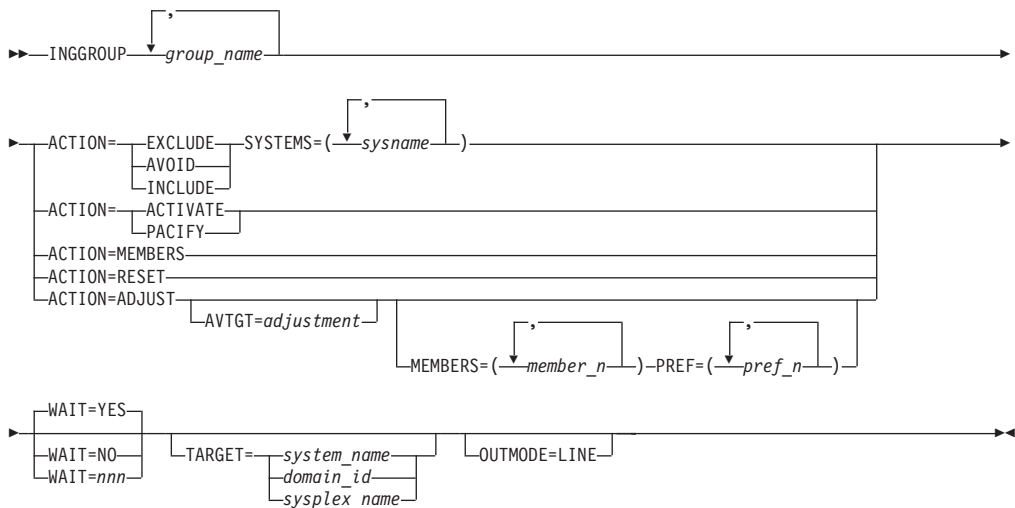 ,
INGGROUP group_name
, 
ACTION= EXCLUDE SYSTEMS=( sysname )
AVOID
INCLUDE
ACTION= ACTIVATE
PACIFY
ACTION=MEMBERS
ACTION=RESET
ACTION=ADJUST
AVTGT=adjustment
, ,
MEMBERS=( member_n ) PREF=( pref_n )
WAIT=YES
WAIT=NO
WAIT=nnn
TARGET= system_name
domain_id
sysplex name
OUTMODE=LINE